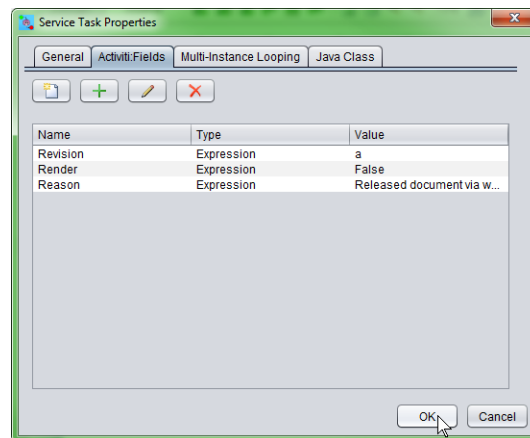 Service Task Properties
General Activiti:Fields Multi-Instance Looping Java Class
Name Type Value
Revision Expression a
Render Expression False
Reason Expression Released document via w...
OK Cancel